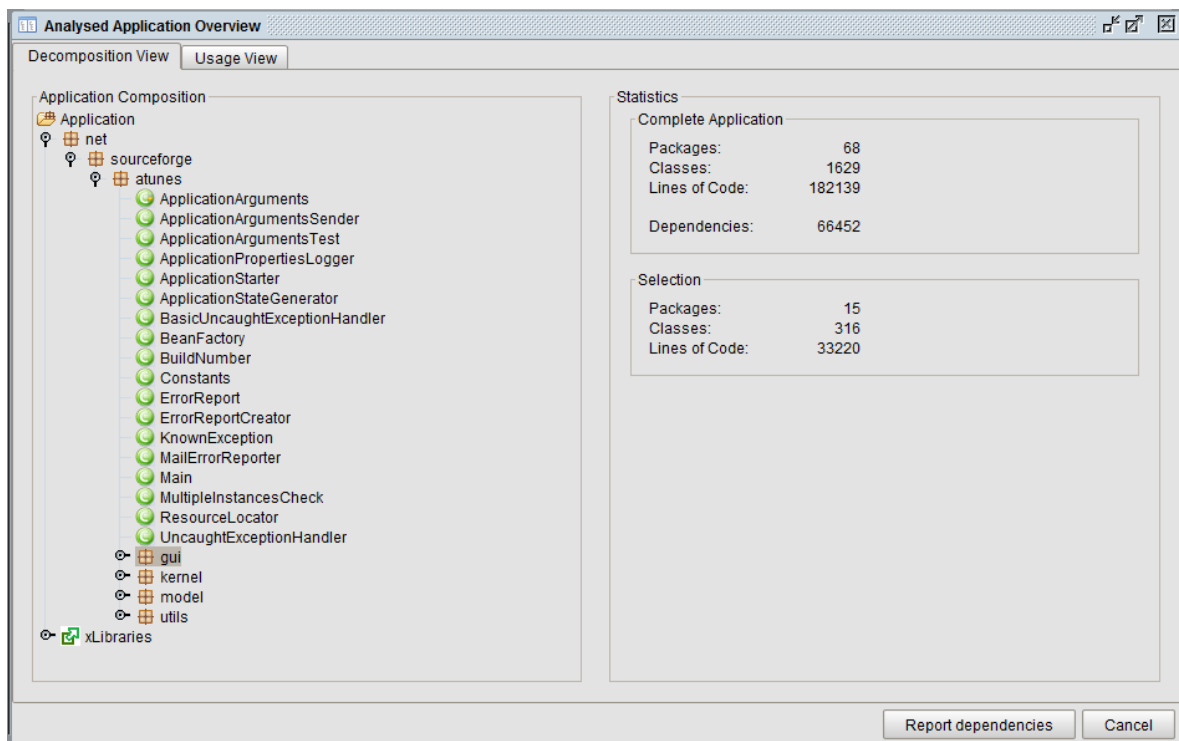 Analysed Application Overview
Decomposition View
Usage View
Application Composition
Application
net
sourceforge
atunes
ApplicationArguments
ApplicationArgumentsSender
ApplicationArgumentsTest
ApplicationPropertiesLogger
ApplicationStarter
ApplicationStateGenerator
BasicUncaughtExceptionHandler
BeanFactory
BuildNumber
Constants
ErrorReport
ErrorReportCreator
KnownException
MailErrorReporter
Main
MultipleInstancesCheck
ResourceLocator
UncaughtExceptionHandler
gui
kernel
model
utils
xLibraries
Statistics
Complete Application
Packages: 68
Classes: 1629
Lines of Code: 182139
Dependencies: 66452
Selection
Packages: 15
Classes: 316
Lines of Code: 33220
Report dependencies
Cancel